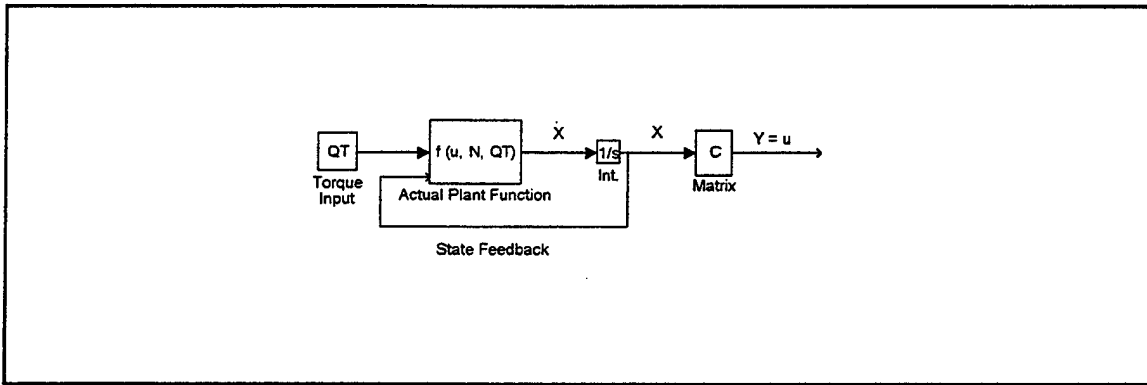 Ẋ
X
Y = u
QT
f (u, N, QT)
1/s
C
Torque
Input
Actual Plant Function
Int.
Matrix
State Feedback